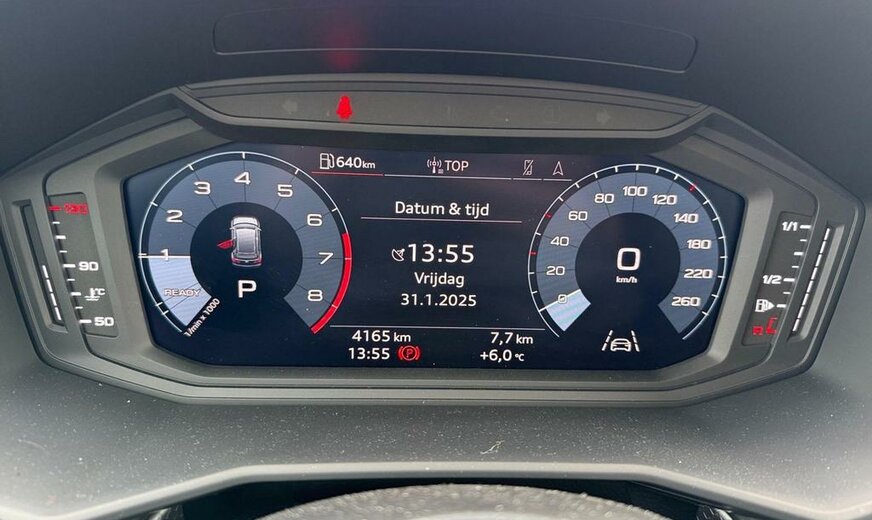 640km
TOP
Datum & tijd
13:55
Vrijdag
31.1.2025
4165 km
7,7 km
13:55
P
+6,0 °C
1
2
3
4
5
6
7
8
READY
1/min x 1000
P
0
20
40
60
80
100
120
140
180
220
260
0
km/h
90
°C
50
1/1
1/2